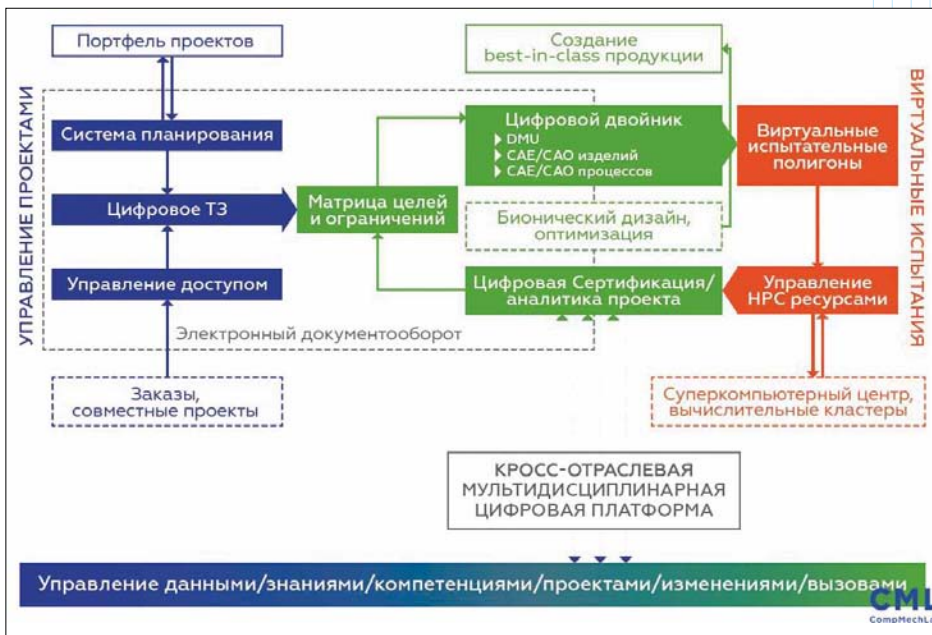 УПРАВЛЕНИЕ ПРОЕКТАМИ
Портфель проектов
Система планирования
Цифровое ТЗ
Управление доступом
Электронный документооборот
Заказы,
совместные проекты
Матрица целей
и ограничений
Создание
best-in-class продукции
Цифровой двойник
DMU
CAE/CAO изделий
CAE/CAO процессов
Бионический дизайн,
оптимизация
Цифровая Сертификация/
аналитика проекта
Виртуальные
испытательные
полигоны
Управление
HPC ресурсами
Суперкомпьютерный центр,
вычислительные кластеры
ВИРТУАЛЬНЫЕ ИСПЫТАНИЯ
КРОСС-ОТРАСЛЕВАЯ
МУЛЬТИДИСЦИПЛИНАРНАЯ
ЦИФРОВАЯ ПЛАТФОРМА
Управление данными/знаниями/компетенциями/проектами/изменениями/вызовами